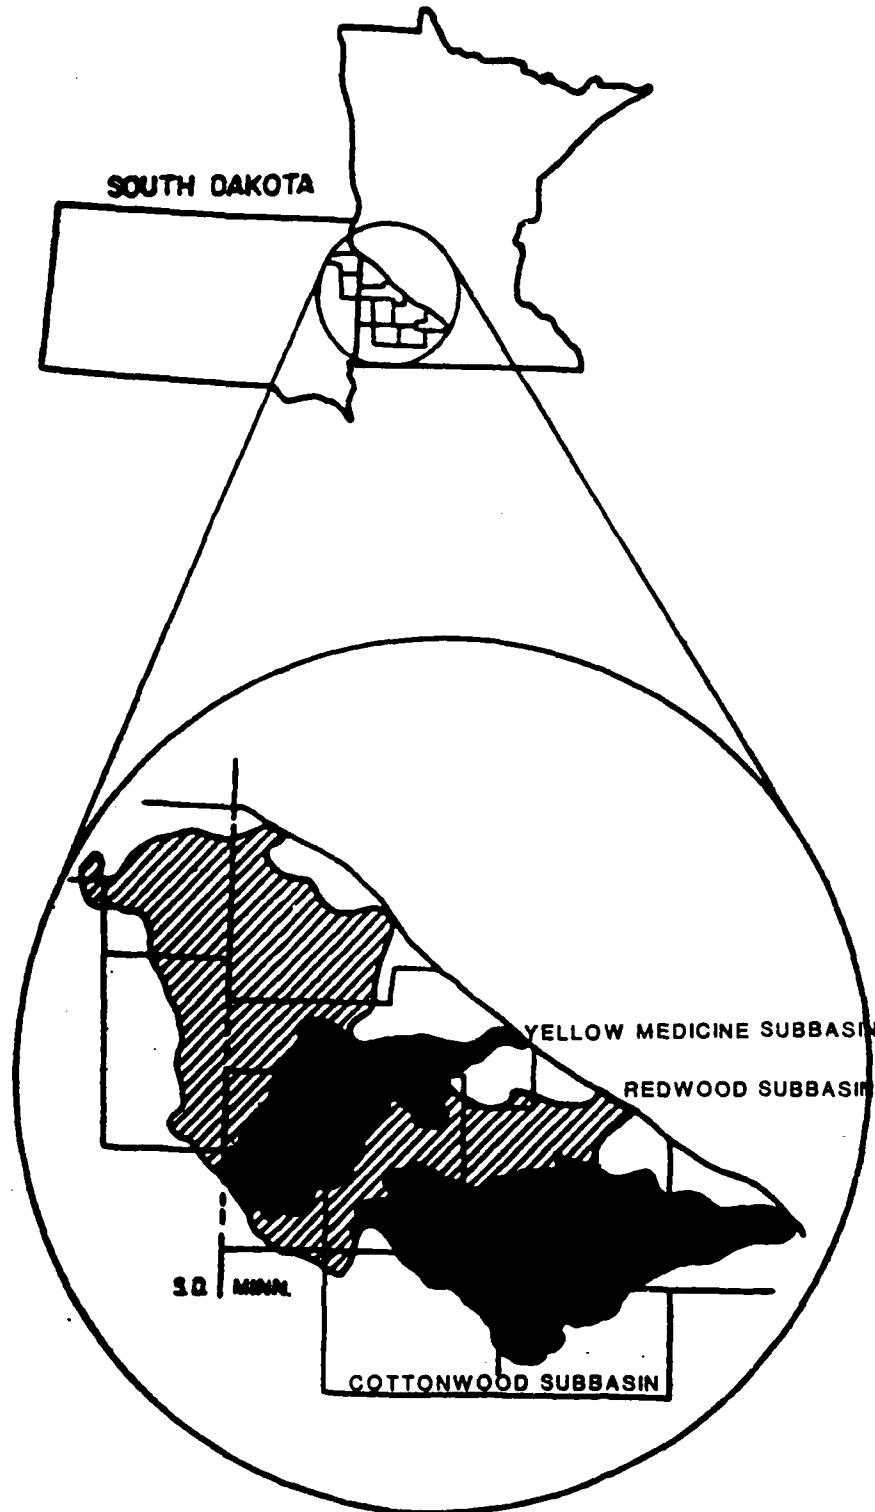 SOUTH DAKOTA
YELLOW MEDICINE SUBBASIN
REDWOOD SUBBASIN
S.D. MINN.
COTTONWOOD SUBBASIN